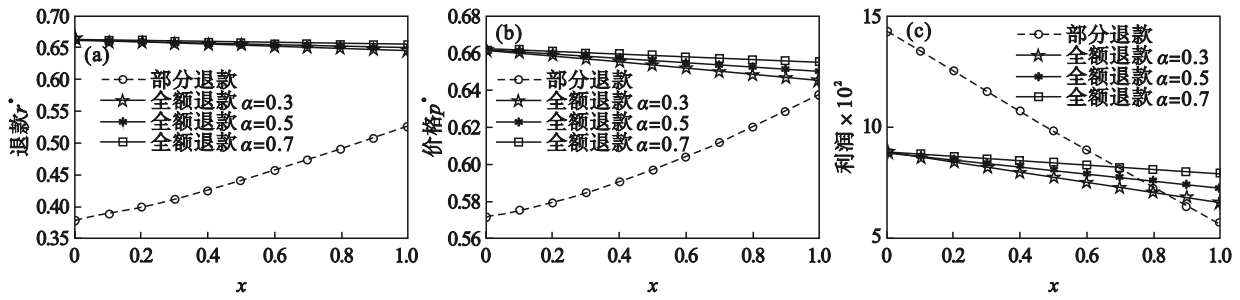 0.70
0.65
0.60
0.55
0.50
0.45
0.40
0.35
退款r*
(a)
部分退款
全额退款 α=0.3
全额退款 α=0.5
全额退款 α=0.7
0 0.2 0.4 0.6 0.8 1.0
x
0.68
0.66
0.64
0.62
0.60
0.58
0.56
价格p*
(b)
部分退款
全额退款 α=0.3
全额退款 α=0.5
全额退款 α=0.7
0 0.2 0.4 0.6 0.8 1.0
x
15
10
5
利润×10²
(c)
部分退款
全额退款 α=0.3
全额退款 α=0.5
全额退款 α=0.7
0 0.2 0.4 0.6 0.8 1.0
x